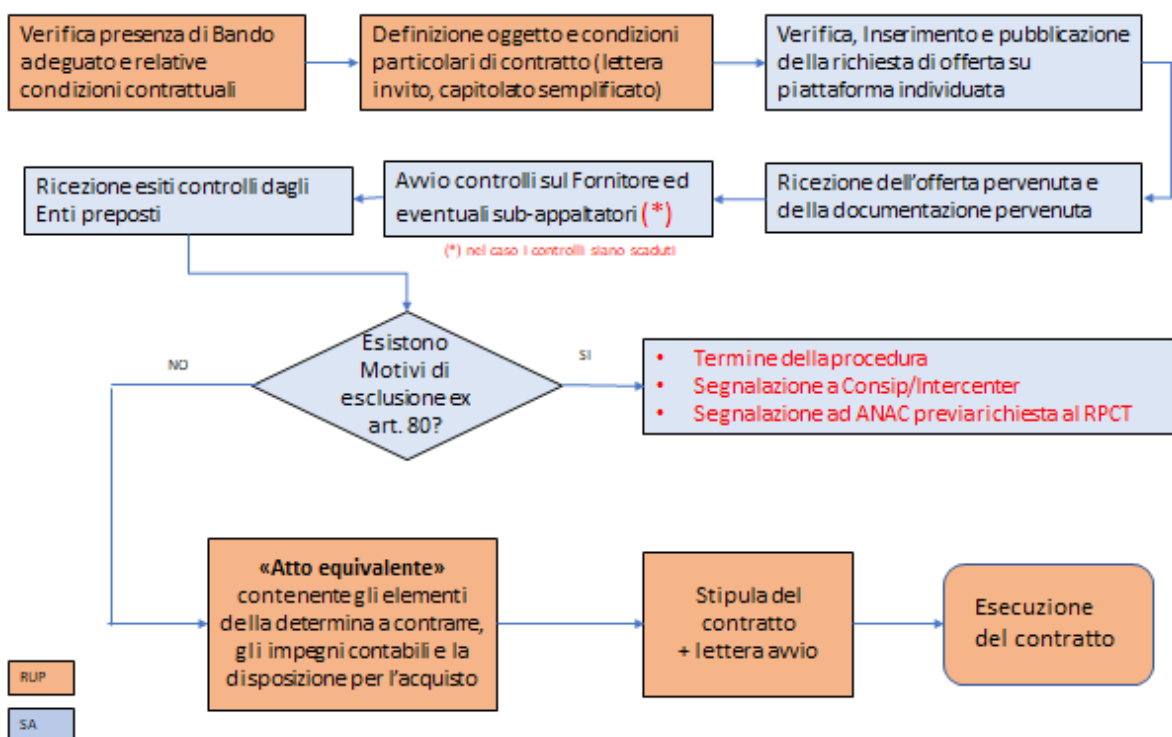 Verifica presenza di Bando
adeguato e relative
condizioni contrattuali
Definizione oggetto e condizioni
particolari di contratto (lettera
invito, capitolato semplificato)
Verifica, Inserimento e pubblicazione
della richiesta di offerta su
piattaforma individuata
Ricezione dell'offerta pervenuta e
della documentazione pervenuta
Avvio controlli sul Fornitore ed
eventuali sub-appaltatori (*)
(*) nel caso i controlli siano scaduti
Ricezione esiti controlli dagli
Enti preposti
Esistono
Motivi di
esclusione ex
art. 80?
NO
SI
• Termine della procedura
• Segnalazione a Consip/Intercenter
• Segnalazione ad ANAC previa richiesta al RPCT
«Atto equivalente»
contenente gli elementi
della determina a contrarre,
gli impegni contabili e la
disposizione per l'acquisto
Stipula del
contratto
+ lettera avvio
Esecuzione
del contratto
RUP
SA